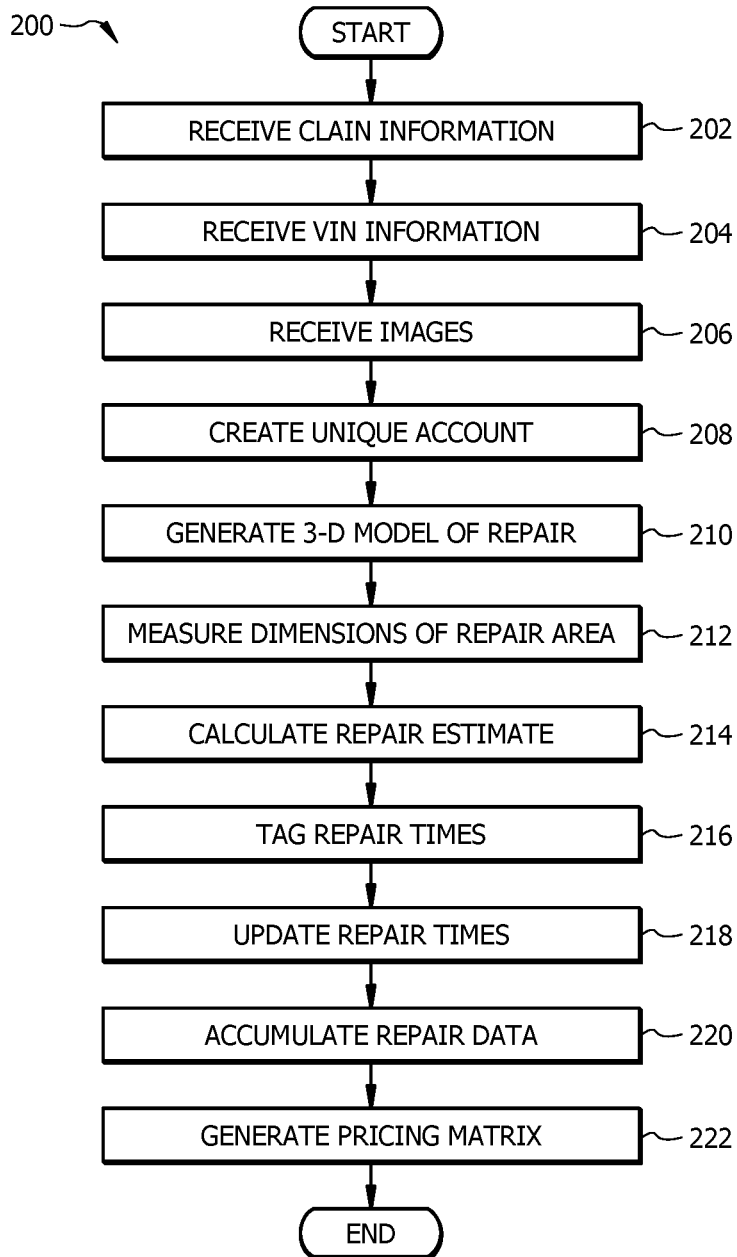 200
START
RECEIVE CLAIN INFORMATION 202
RECEIVE VIN INFORMATION 204
RECEIVE IMAGES 206
CREATE UNIQUE ACCOUNT 208
GENERATE 3-D MODEL OF REPAIR 210
MEASURE DIMENSIONS OF REPAIR AREA 212
CALCULATE REPAIR ESTIMATE 214
TAG REPAIR TIMES 216
UPDATE REPAIR TIMES 218
ACCUMULATE REPAIR DATA 220
GENERATE PRICING MATRIX 222
END